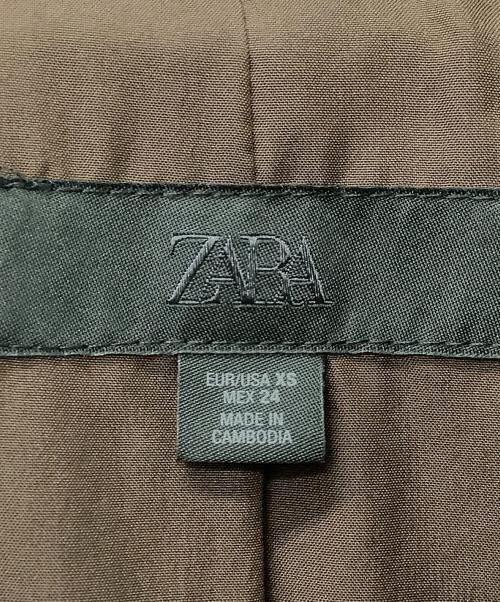 ZARA
EUR/USA XS
MEX 24
MADE IN
CAMBODIA